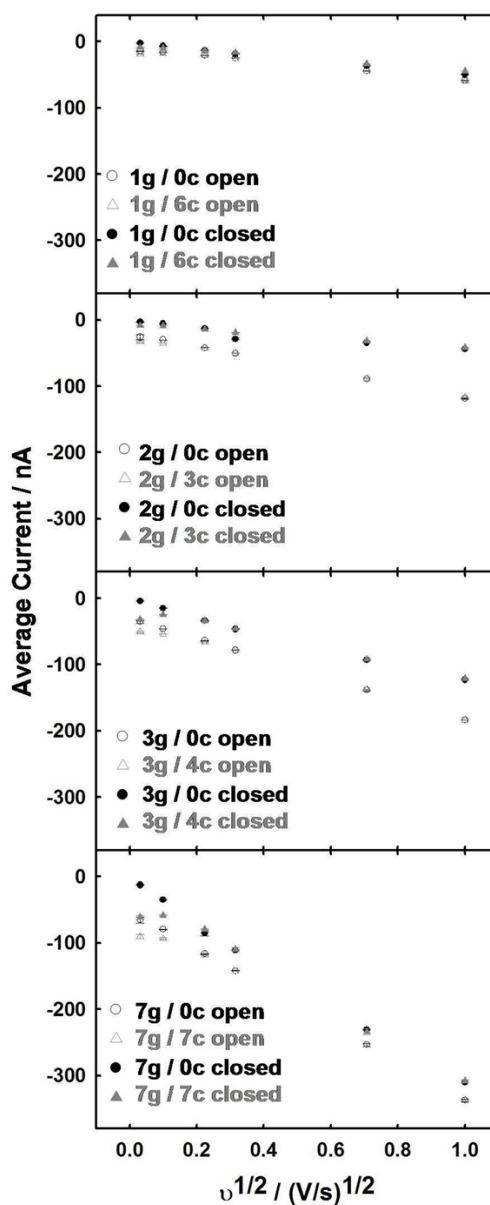 0
-100
-200
-300
1g / 0c open
1g / 6c open
1g / 0c closed
1g / 6c closed
0
-100
-200
-300
2g / 0c open
2g / 3c open
2g / 0c closed
2g / 3c closed
Average Current / nA
0
-100
-200
-300
3g / 0c open
3g / 4c open
3g / 0c closed
3g / 4c closed
0
-100
-200
-300
7g / 0c open
7g / 7c open
7g / 0c closed
7g / 7c closed
0.0 0.2 0.4 0.6 0.8 1.0
υ1/2 / (V/s)1/2